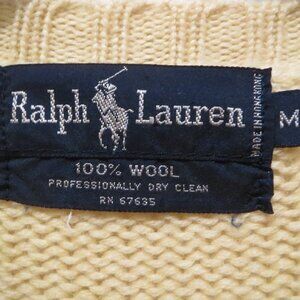 Ralph Lauren
MADE IN HONG KONG
M
100% WOOL
PROFESSIONALLY DRY CLEAN
RN 67635